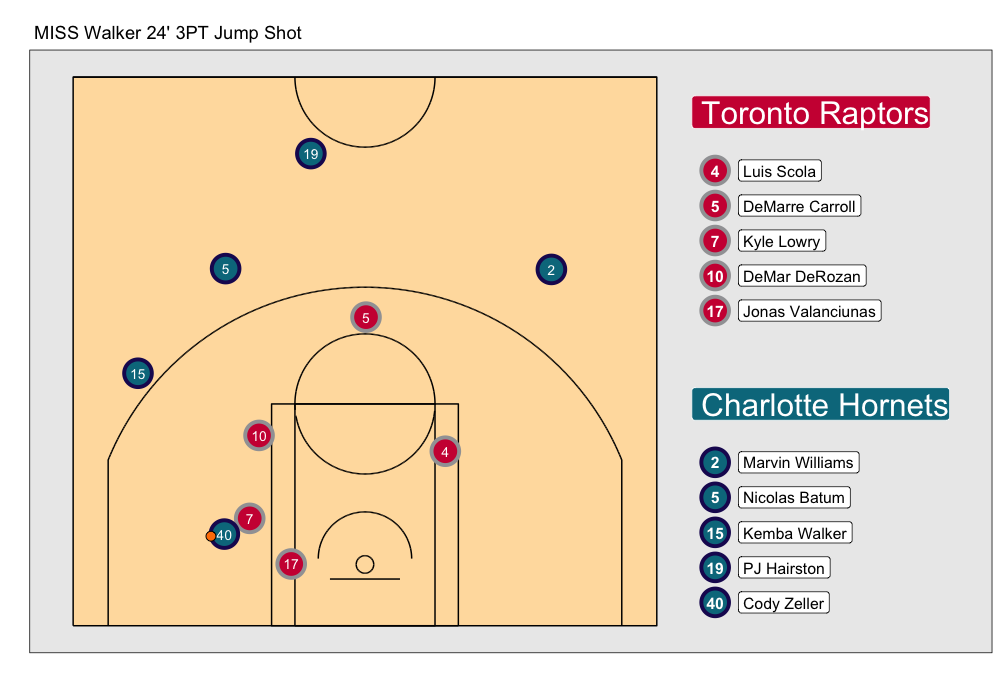 MISS Walker 24' 3PT Jump Shot
19
5
2
5
15
10
4
7
40
17
Toronto Raptors
4 Luis Scola
5 DeMarre Carroll
7 Kyle Lowry
10 DeMar DeRozan
17 Jonas Valanciunas
Charlotte Hornets
2 Marvin Williams
5 Nicolas Batum
15 Kemba Walker
19 PJ Hairston
40 Cody Zeller